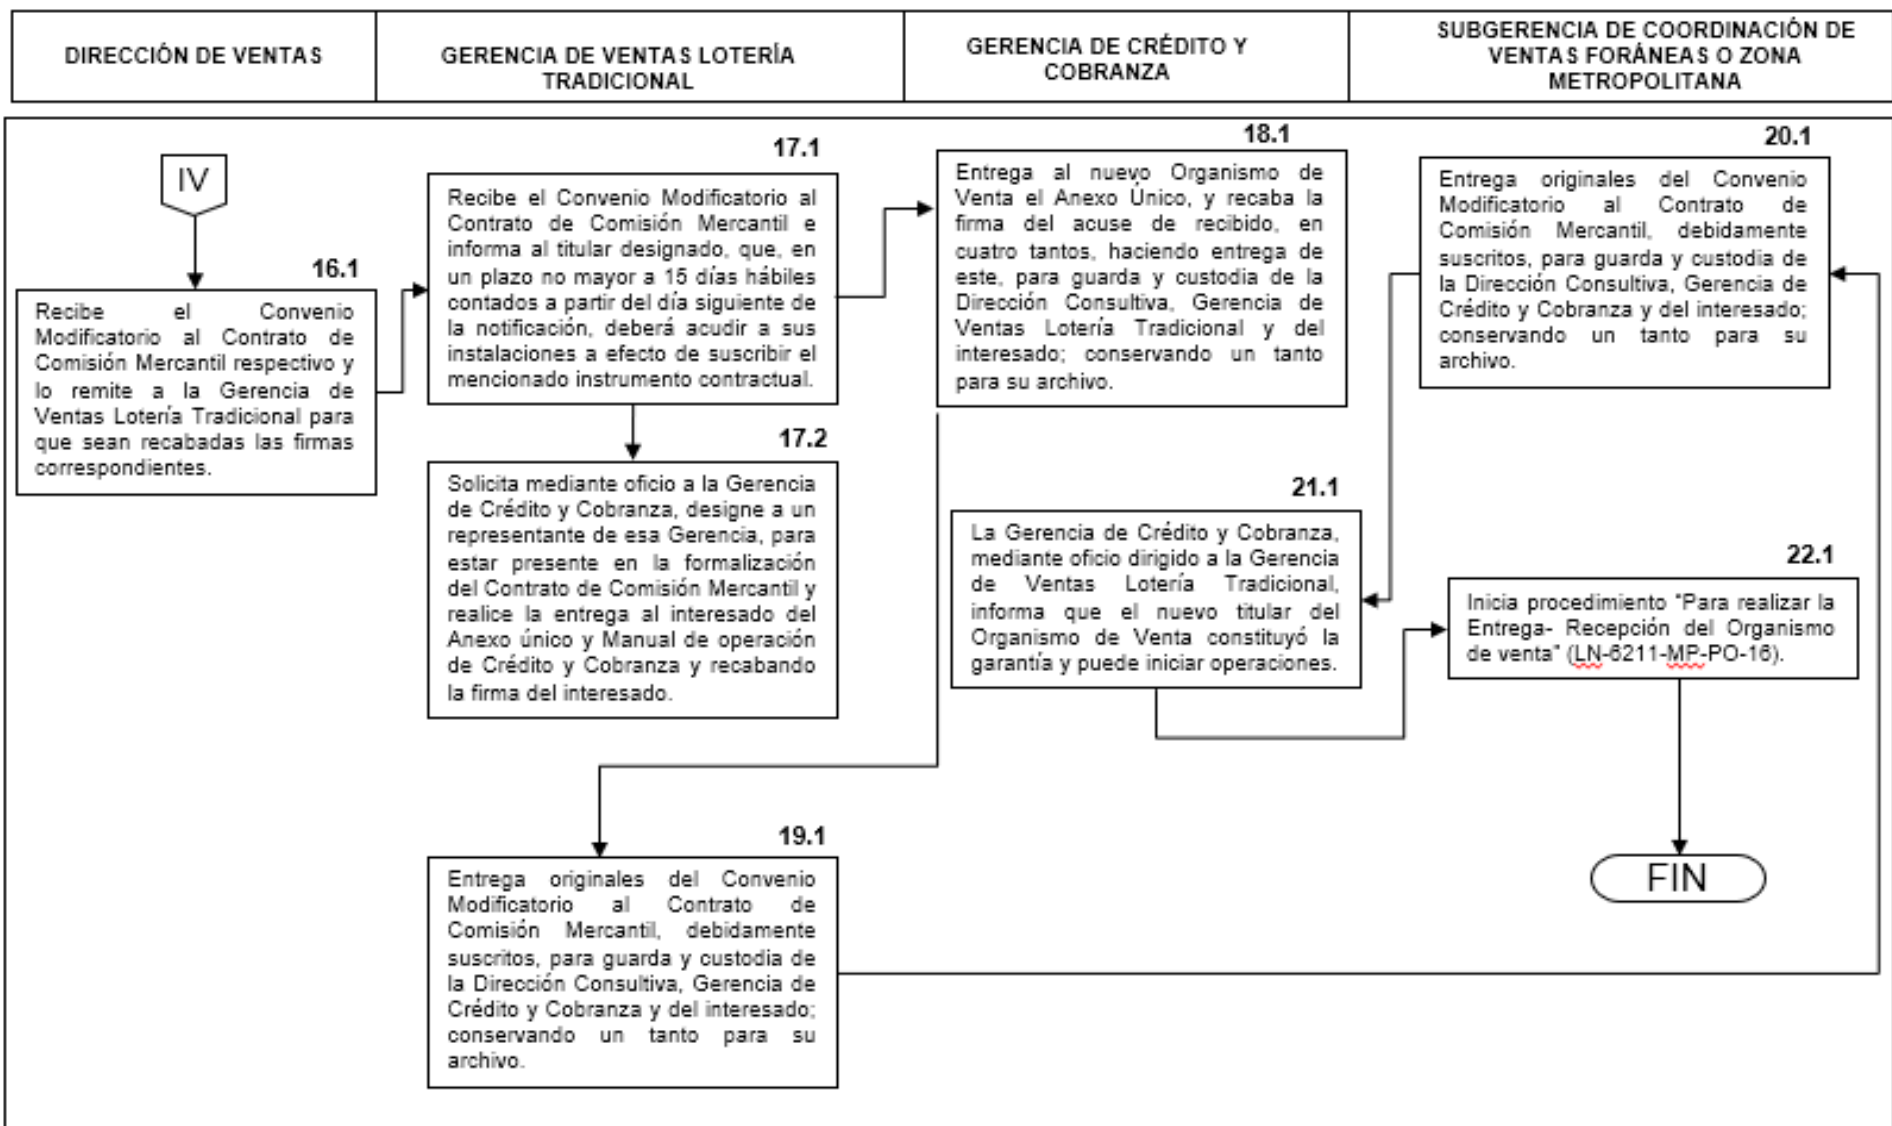 DIRECCIÓN DE VENTAS
GERENCIA DE VENTAS LOTERÍA
TRADICIONAL
GERENCIA DE CRÉDITO Y
COBRANZA
SUBGERENCIA DE COORDINACIÓN DE
VENTAS FORÁNEAS O ZONA
METROPOLITANA
IV
16.1
Recibe el Convenio
Modificatorio al Contrato de
Comisión Mercantil respectivo y
lo remite a la Gerencia de
Ventas Lotería Tradicional para
que sean recabadas las firmas
correspondientes.
17.1
Recibe el Convenio Modificatorio al
Contrato de Comisión Mercantil e
informa al titular designado, que, en
un plazo no mayor a 15 días hábiles
contados a partir del día siguiente de
la notificación, deberá acudir a sus
instalaciones a efecto de suscribir el
mencionado instrumento contractual.
17.2
Solicita mediante oficio a la Gerencia
de Crédito y Cobranza, designe a un
representante de esa Gerencia, para
estar presente en la formalización
del Contrato de Comisión Mercantil y
realice la entrega al interesado del
Anexo único y Manual de operación
de Crédito y Cobranza y recabando
la firma del interesado.
18.1
Entrega al nuevo Organismo de
Venta el Anexo Único, y recaba la
firma del acuse de recibido, en
cuatro tantos, haciendo entrega de
este, para guarda y custodia de la
Dirección Consultiva, Gerencia de
Ventas Lotería Tradicional y del
interesado; conservando un tanto
para su archivo.
19.1
Entrega originales del Convenio
Modificatorio al Contrato de
Comisión Mercantil, debidamente
suscritos, para guarda y custodia de
la Dirección Consultiva, Gerencia de
Crédito y Cobranza y del interesado;
conservando un tanto para su
archivo.
20.1
Entrega originales del Convenio
Modificatorio al Contrato de
Comisión Mercantil, debidamente
suscritos, para guarda y custodia de
la Dirección Consultiva, Gerencia de
Crédito y Cobranza y del interesado;
conservando un tanto para su
archivo.
21.1
La Gerencia de Crédito y Cobranza,
mediante oficio dirigido a la Gerencia
de Ventas Lotería Tradicional,
informa que el nuevo titular del
Organismo de Venta constituyó la
garantía y puede iniciar operaciones.
22.1
Inicia procedimiento "Para realizar la
Entrega- Recepción del Organismo
de venta" (LN-6211-MP-PO-16).
FIN